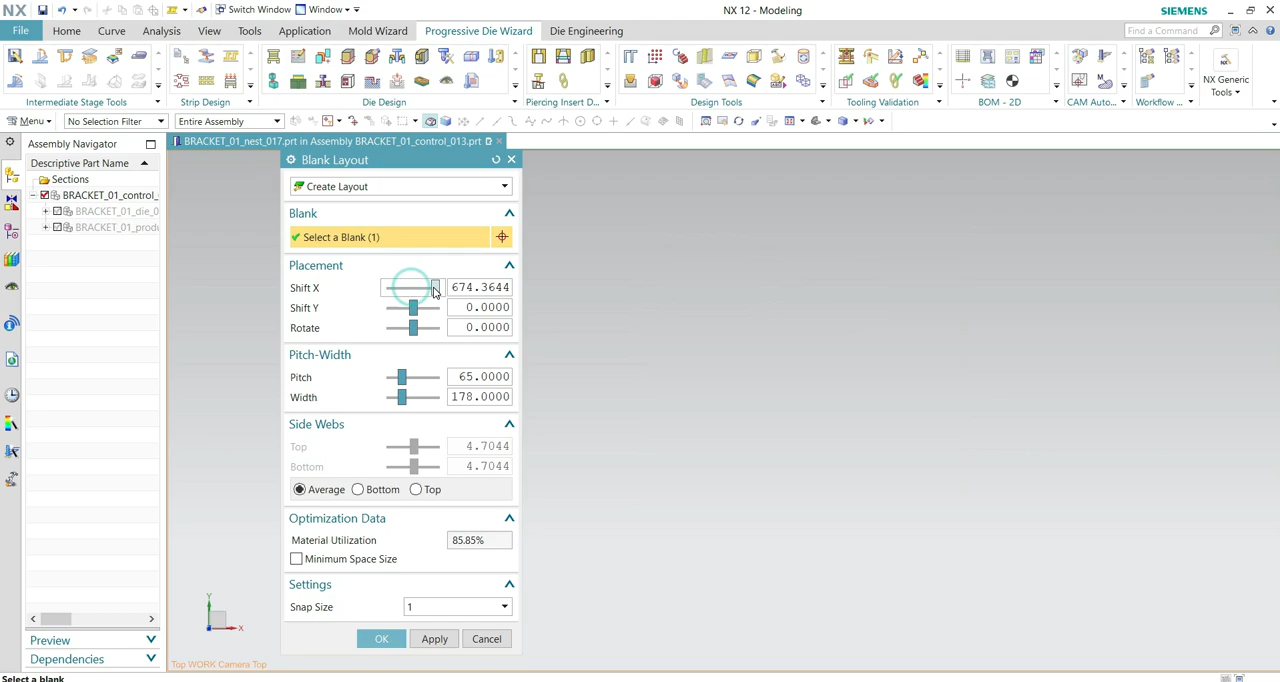 NX
Switch Window
Window
NX 12 - Modeling
SIEMENS
File
Home
Curve
Analysis
View
Tools
Application
Mold Wizard
Progressive Die Wizard
Die Engineering
Find a Command
Intermediate Stage Tools
Strip Design
Die Design
Piercing Insert D...
Design Tools
Tooling Validation
BOM - 2D
CAM Auto...
Workflow ...
NX Generic
Tools
Menu
No Selection Filter
Entire Assembly
Assembly Navigator
BRACKET_01_nest_017.prt in Assembly BRACKET_01_control_013.prt
Descriptive Part Name
Sections
BRACKET_01_control_
BRACKET_01_die_0
BRACKET_01_produ
Blank Layout
Create Layout
Blank
Select a Blank (1)
Placement
Shift X
674.3644
Shift Y
0.0000
Rotate
0.0000
Pitch-Width
Pitch
65.0000
Width
178.0000
Side Webs
Top
4.7044
Bottom
4.7044
Average
Bottom
Top
Optimization Data
Material Utilization
85.85%
Minimum Space Size
Settings
Snap Size
1
OK
Apply
Cancel
Y
X
Preview
Dependencies
Top WORK Camera Top
Select a blank